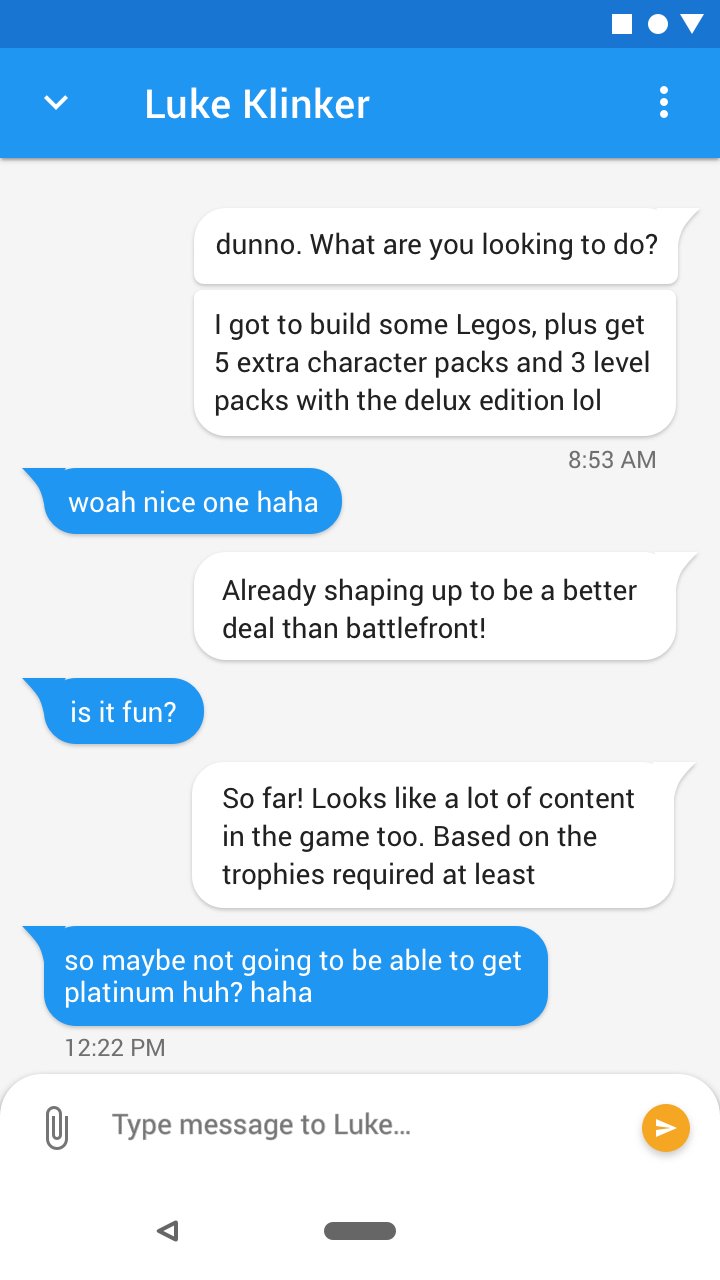 Luke Klinker
dunno. What are you looking to do?
I got to build some Legos, plus get
5 extra character packs and 3 level
packs with the delux edition lol
8:53 AM
woah nice one haha
Already shaping up to be a better
deal than battlefront!
is it fun?
So far! Looks like a lot of content
in the game too. Based on the
trophies required at least
so maybe not going to be able to get
platinum huh? haha
12:22 PM
Type message to Luke...